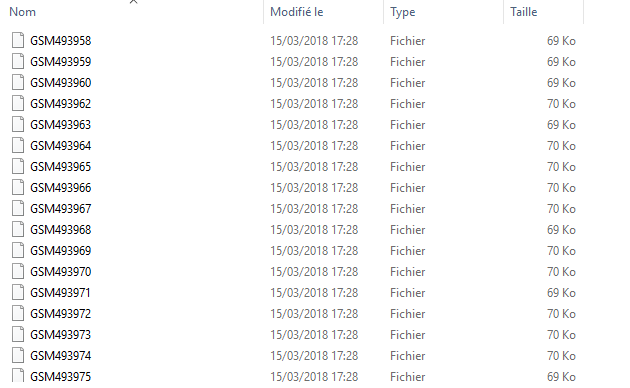 Nom Modifié le Type Taille
GSM493958 15/03/2018 17:28 Fichier 69 Ko
GSM493959 15/03/2018 17:28 Fichier 69 Ko
GSM493960 15/03/2018 17:28 Fichier 69 Ko
GSM493962 15/03/2018 17:28 Fichier 70 Ko
GSM493963 15/03/2018 17:28 Fichier 69 Ko
GSM493964 15/03/2018 17:28 Fichier 70 Ko
GSM493965 15/03/2018 17:28 Fichier 70 Ko
GSM493966 15/03/2018 17:28 Fichier 70 Ko
GSM493967 15/03/2018 17:28 Fichier 70 Ko
GSM493968 15/03/2018 17:28 Fichier 69 Ko
GSM493969 15/03/2018 17:28 Fichier 70 Ko
GSM493970 15/03/2018 17:28 Fichier 70 Ko
GSM493971 15/03/2018 17:28 Fichier 69 Ko
GSM493972 15/03/2018 17:28 Fichier 70 Ko
GSM493973 15/03/2018 17:28 Fichier 70 Ko
GSM493974 15/03/2018 17:28 Fichier 70 Ko
GSM493975 15/03/2018 17:28 Fichier 69 Ko